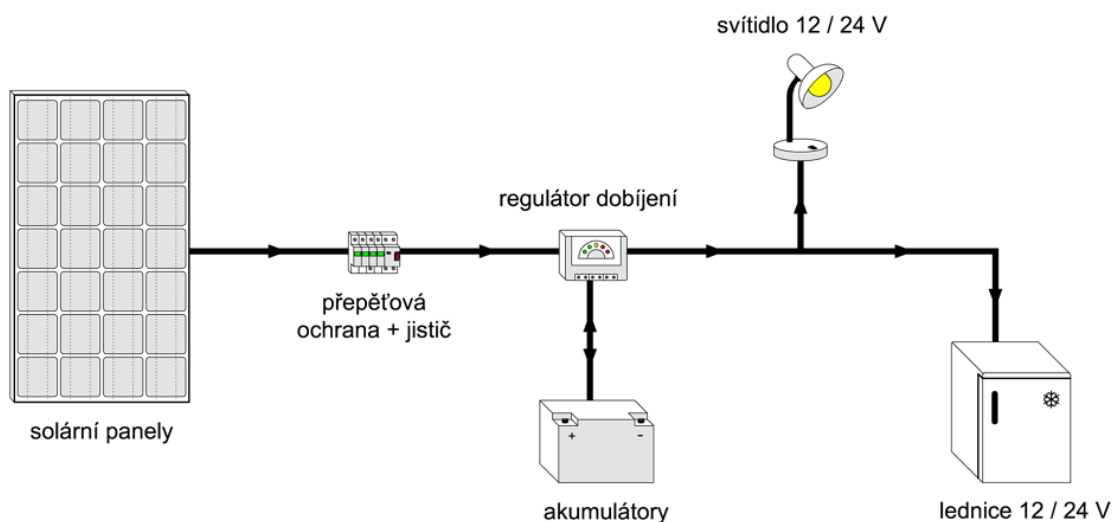 svítidlo 12 / 24 V
regulátor dobíjení
přepěťová
ochrana + jistič
solární panely
+ -
akumulátory
lednice 12 / 24 V